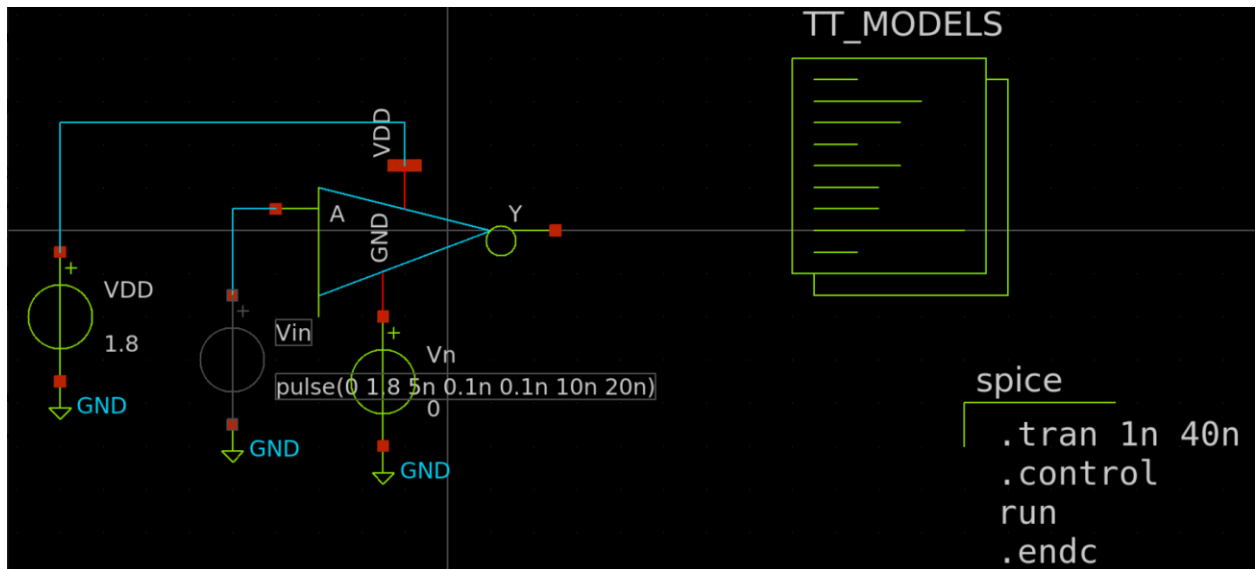 TT_MODELS
VDD
A
GND
Y
+
VDD
1.8
GND
+
Vin
pulse(0 1.8 5n 0.1n 0.1n 10n 20n)
GND
+
Vn
0
GND
spice
.tran 1n 40n
.control
run
.endc